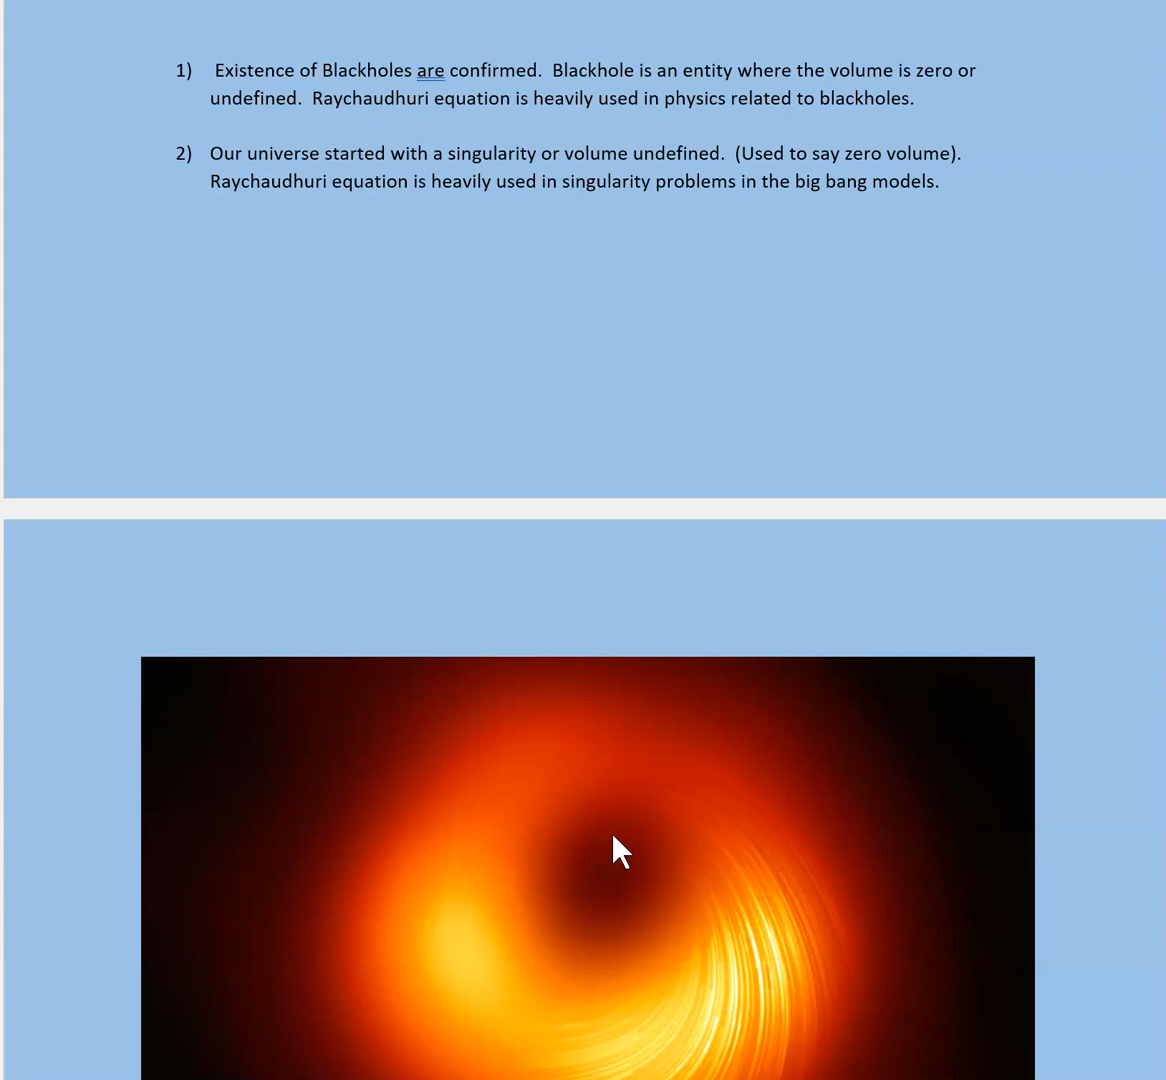 1) Existence of Blackholes are confirmed. Blackhole is an entity where the volume is zero or
undefined. Raychaudhuri equation is heavily used in physics related to blackholes.
2) Our universe started with a singularity or volume undefined. (Used to say zero volume).
Raychaudhuri equation is heavily used in singularity problems in the big bang models.